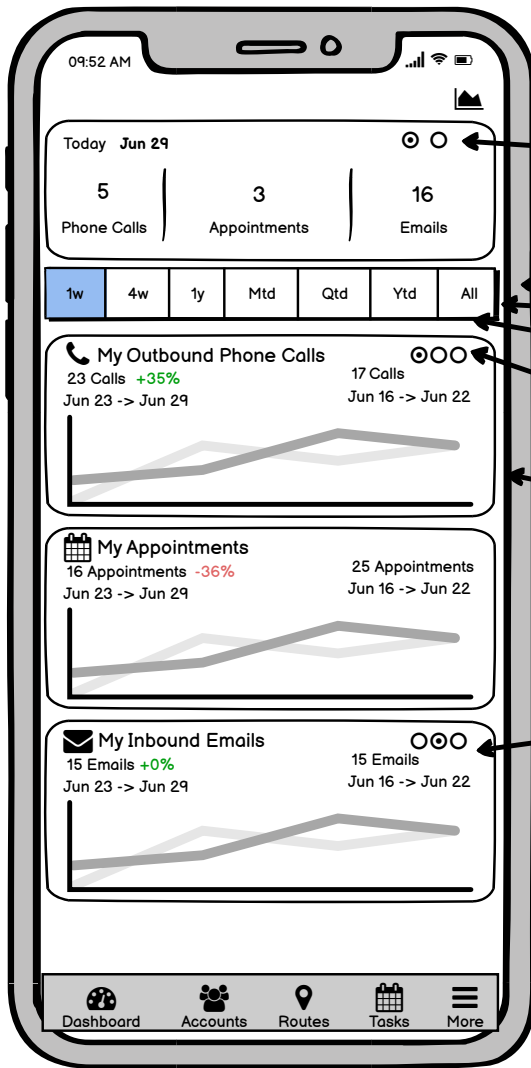 09:52 AM
Today Jun 29
5 3 16
Phone Calls Appointments Emails
1w 4w 1y Mtd Qtd Ytd All
My Outbound Phone Calls
23 Calls +35% 17 Calls
Jun 23 -> Jun 29 Jun 16 -> Jun 22
My Appointments
16 Appointments -36% 25 Appointments
Jun 23 -> Jun 29 Jun 16 -> Jun 22
My Inbound Emails
15 Emails +0% 15 Emails
Jun 23 -> Jun 29 Jun 16 -> Jun 22
Dashboard Accounts Routes Tasks More